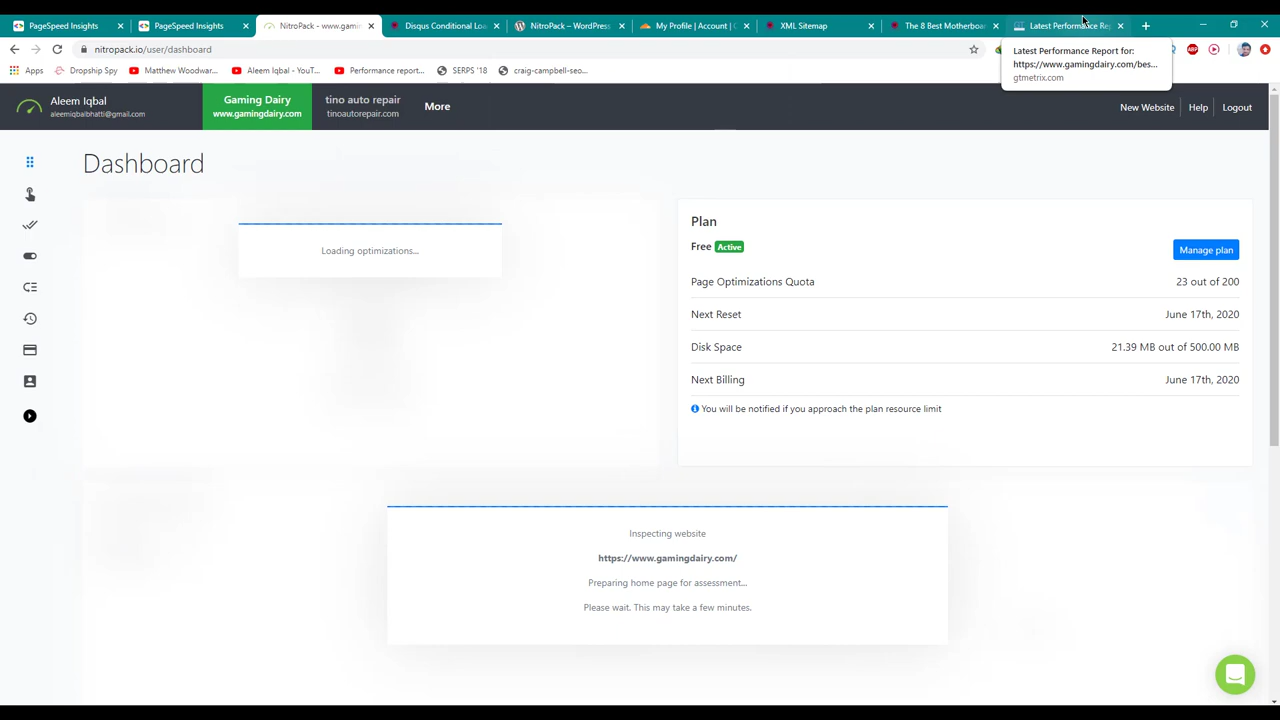 PageSpeed Insights
PageSpeed Insights
NitroPack - www.gami
Disqus Conditional Loa
NitroPack – WordPress
My Profile | Account | C
XML Sitemap
The 8 Best Motherboar
Latest Performance Rep
nitropack.io/user/dashboard
ABP
Apps
Dropship Spy
Matthew Woodwar...
Aleem Iqbal - YouT...
Performance report...
SERPS '18
craig-campbell-seo...
Latest Performance Report for:
https://www.gamingdairy.com/bes...
gtmetrix.com
Aleem Iqbal
aleemiqbalbhatti@gmail.com
Gaming Dairy
www.gamingdairy.com
tino auto repair
tinoautorepair.com
More
New Website
Help
Logout
Dashboard
Loading optimizations...
Plan
Free Active
Manage plan
Page Optimizations Quota 23 out of 200
Next Reset June 17th, 2020
Disk Space 21.39 MB out of 500.00 MB
Next Billing June 17th, 2020
You will be notified if you approach the plan resource limit
Inspecting website
https://www.gamingdairy.com/
Preparing home page for assessment...
Please wait. This may take a few minutes.